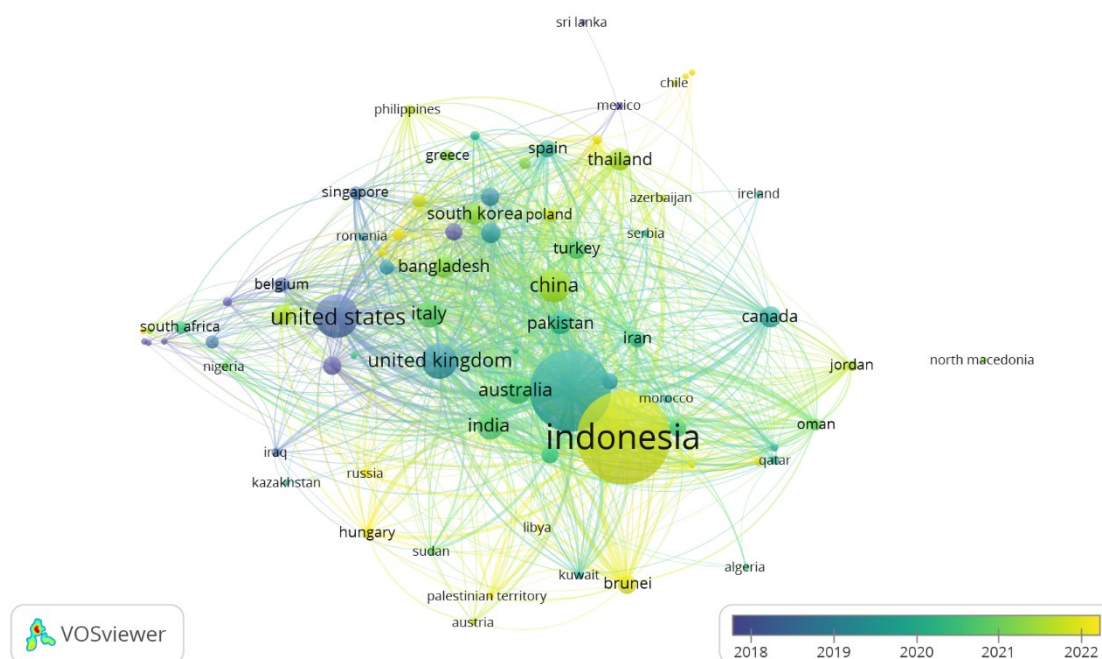 sri lanka
chile
mexico
philippines
spain
greece
thailand
singapore
azerbaijan
ireland
south korea
poland
romania
serbia
turkey
bangladesh
belgium
china
united states
italy
pakistan
canada
south africa
iran
united kingdom
north macedonia
nigeria
jordan
australia
morocco
india
indonesia
oman
iraq
qatar
russia
kazakhstan
hungary
libya
sudan
algeria
kuwait
brunei
palestinian territory
austria
VOSviewer
2018 2019 2020 2021 2022